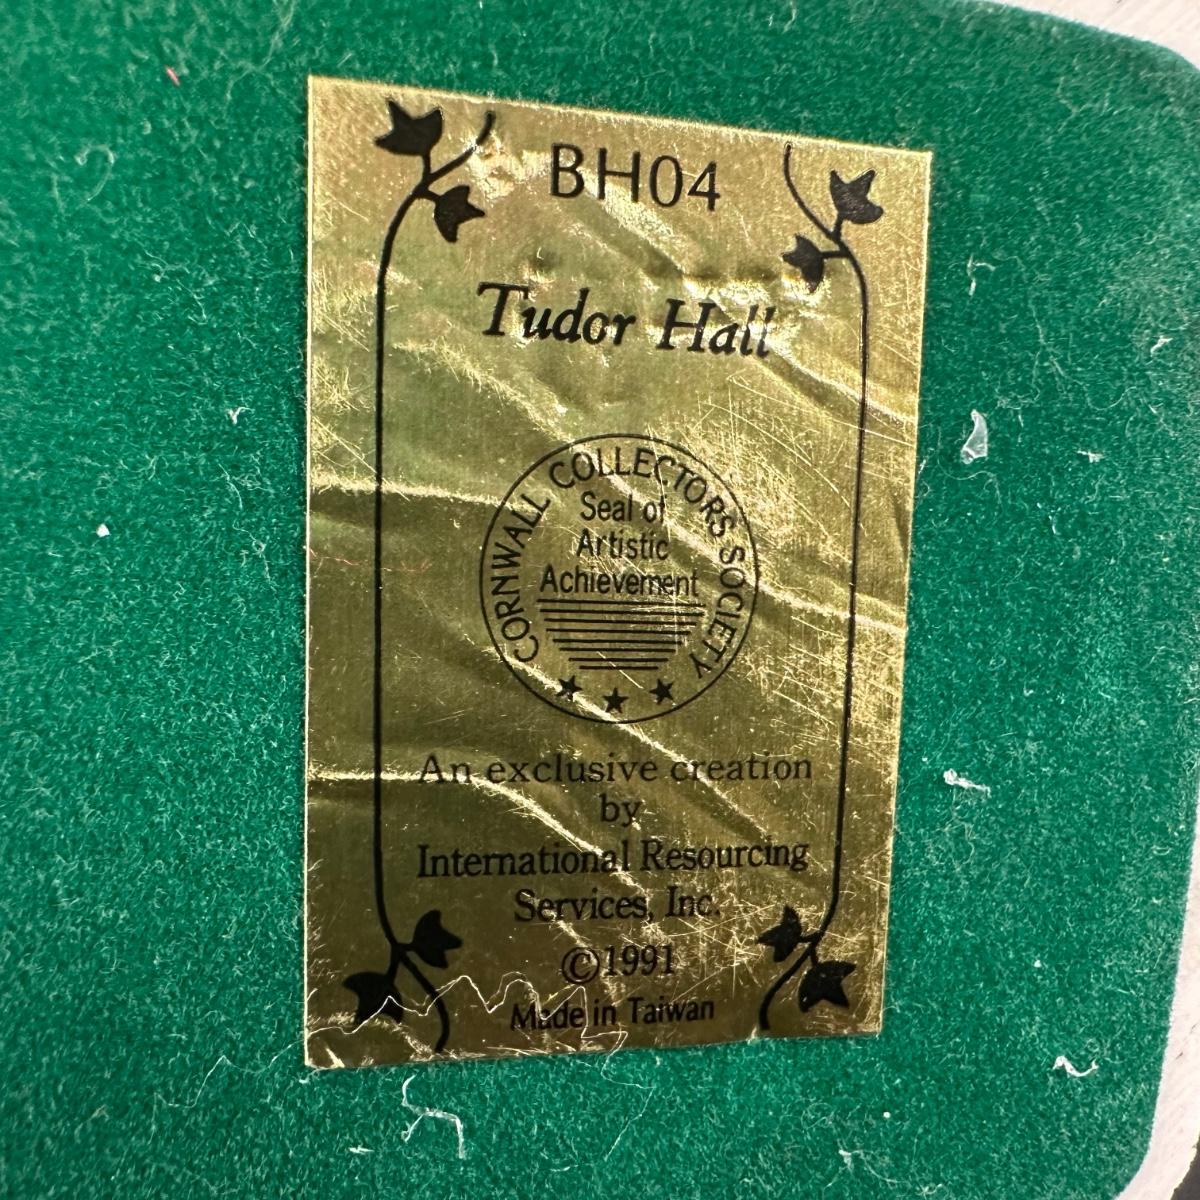 BH04
Tudor Hall
CORNWALL COLLECTORS SOCIETY
Seal of
Artistic
Achievement
An exclusive creation
by
International Resourcing
Services, Inc.
©1991
Made in Taiwan